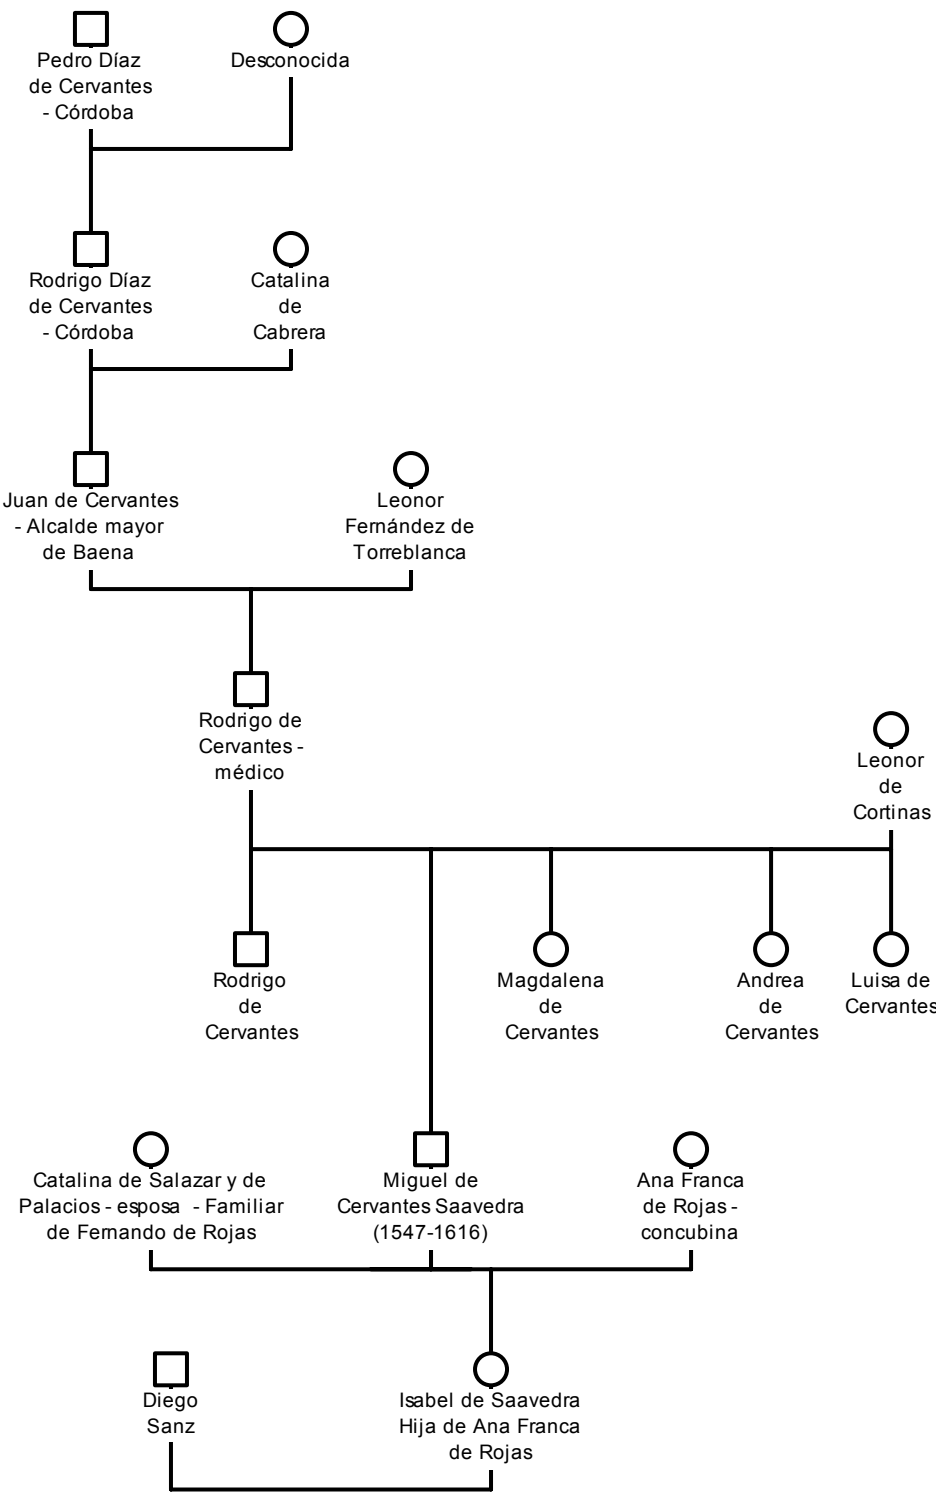 Pedro Díaz
de Cervantes
- Córdoba
Desconocida
Rodrigo Díaz
de Cervantes
- Córdoba
Catalina
de
Cabrera
Juan de Cervantes
- Alcalde mayor
de Baena
Leonor
Fernández de
Torreblanca
Rodrigo de
Cervantes -
médico
Leonor
de
Cortinas
Rodrigo
de
Cervantes
Magdalena
de
Cervantes
Andrea
de
Cervantes
Luisa de
Cervantes
Catalina de Salazar y de
Palacios - esposa - Familiar
de Fernando de Rojas
Miguel de
Cervantes Saavedra
(1547-1616)
Ana Franca
de Rojas -
concubina
Diego
Sanz
Isabel de Saavedra
Hija de Ana Franca
de Rojas